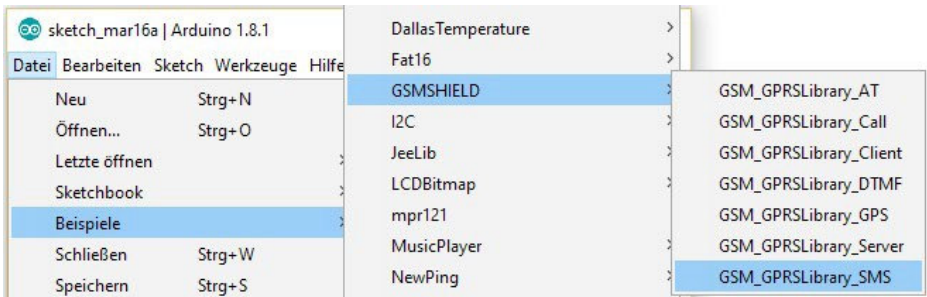 sketch_mar16a | Arduino 1.8.1
Datei Bearbeiten Sketch Werkzeuge Hilfe
Neu Strg+N
Öffnen... Strg+O
Letzte öffnen
Sketchbook
Beispiele
Schließen Strg+W
Speichern Strg+S
DallasTemperature
Fat16
GSMSHIELD
I2C
JeeLib
LCDBitmap
mpr121
MusicPlayer
NewPing
GSM_GPRSLibrary_AT
GSM_GPRSLibrary_Call
GSM_GPRSLibrary_Client
GSM_GPRSLibrary_DTMF
GSM_GPRSLibrary_GPS
GSM_GPRSLibrary_Server
GSM_GPRSLibrary_SMS